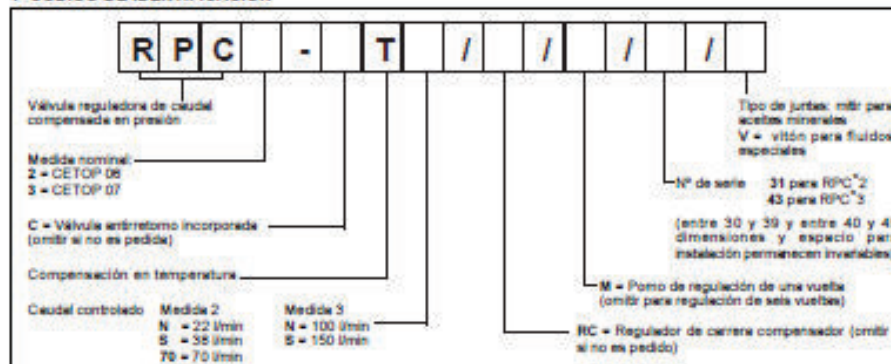 RPC - T / / / /
Válvula reguladora de caudal
compensada en presión
Medida nominal:
2 = CETOP 06
3 = CETOP 07
C = Válvula antirretorno incorporada
(omitir si no es pedida)
Compensación en temperatura
Caudal controlado Medida 2 Medida 3
N = 22 l/min N = 100 l/min
S = 38 l/min S = 150 l/min
70 = 70 l/min
Tipo de juntas: mitir para
aceites minerales
V = vitón para fluidos
especiales
Nº de serie 31 para RPC*2
43 para RPC*3
(entre 30 y 39 y entre 40 y 4
dimensiones y espacio par
instalación permanecen invariables
M = Pomo de regulación de una vuelta
(omitir para regulación de seis vueltas)
RC = Regulador de carrera compensador (omitir
si no es pedido)